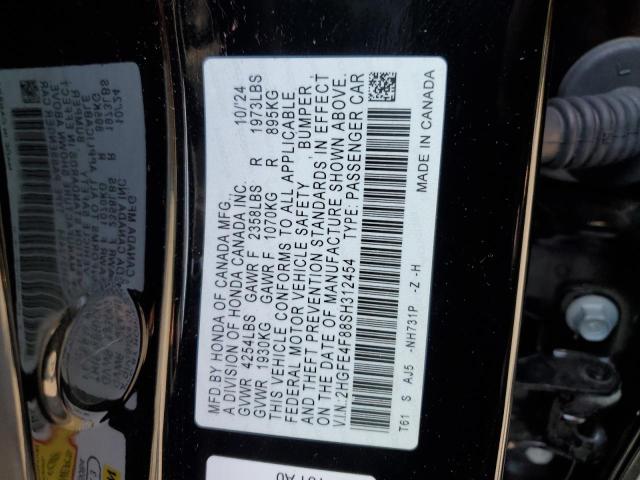 MFD.BY HONDA OF CANADA MFG.
A DIVISION OF HONDA CANADA INC. 10/'24
GVWR 4254LBS GAWR F 2358LBS R 1973LBS
GVWR 1930KG GAWR F 1070KG R 895KG
THIS VEHICLE CONFORMS TO ALL APPLICABLE
FEDERAL MOTOR VEHICLE SAFETY, BUMPER,
AND THEFT PREVENTION STANDARDS IN EFFECT
ON THE DATE OF MANUFACTURE SHOWN ABOVE.
V.I.N.:2HGFE4F88SH312454 TYPE: PASSENGER CAR
T61 S AJ5 -NH731P -Z -H MADE IN CANADA